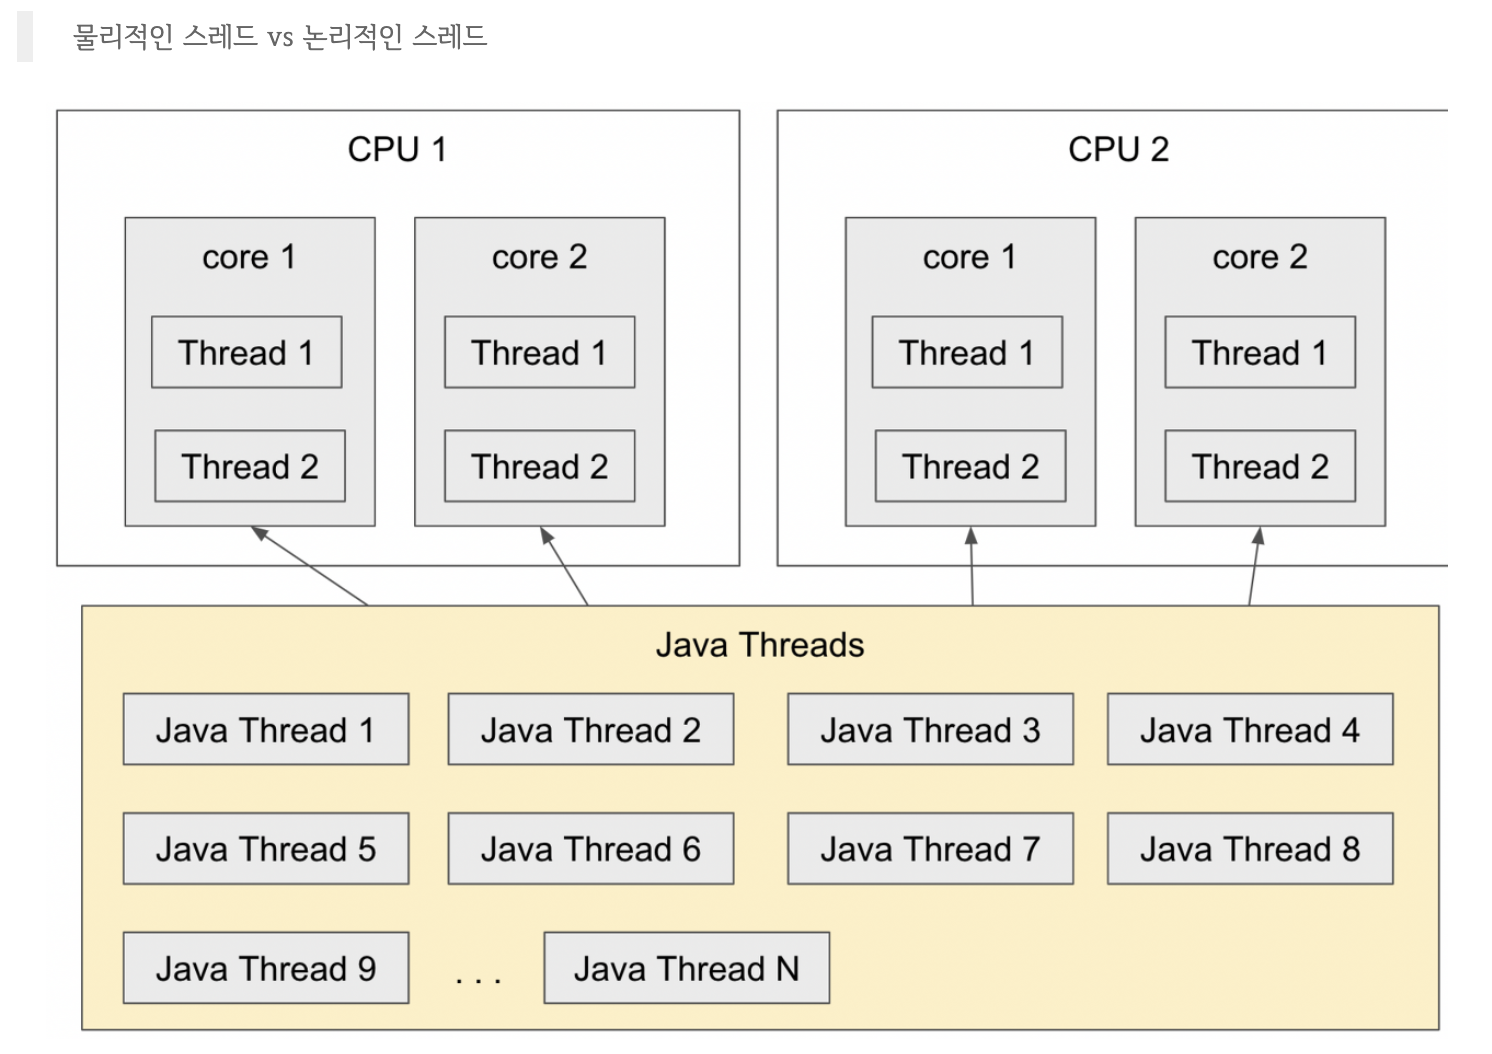 물리적인 스레드 vs 논리적인 스레드
CPU 1
CPU 2
core 1
core 2
core 1
core 2
Thread 1
Thread 1
Thread 1
Thread 1
Thread 2
Thread 2
Thread 2
Thread 2
Java Threads
Java Thread 1
Java Thread 2
Java Thread 3
Java Thread 4
Java Thread 5
Java Thread 6
Java Thread 7
Java Thread 8
Java Thread 9
. . .
Java Thread N